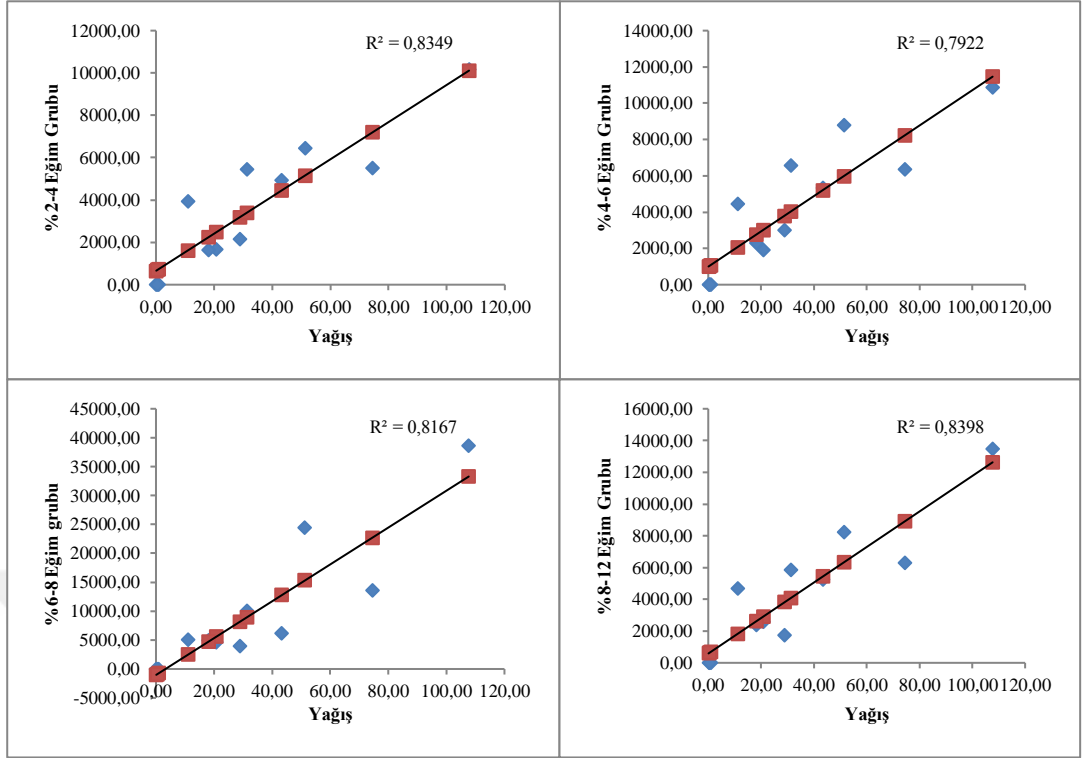 R² = 0,8349
12000,00
10000,00
8000,00
6000,00
4000,00
2000,00
0,00
%2-4 Eğim Grubu
0,00 20,00 40,00 60,00 80,00 100,00 120,00
Yağış
R² = 0,7922
14000,00
12000,00
10000,00
8000,00
6000,00
4000,00
2000,00
0,00
%4-6 Eğim Grubu
0,00 20,00 40,00 60,00 80,00 100,00 120,00
Yağış
R² = 0,8167
45000,00
40000,00
35000,00
30000,00
25000,00
20000,00
15000,00
10000,00
5000,00
0,00
-5000,00
%6-8 Eğim grubu
0,00 20,00 40,00 60,00 80,00 100,00 120,00
Yağış
R² = 0,8398
16000,00
14000,00
12000,00
10000,00
8000,00
6000,00
4000,00
2000,00
0,00
%8-12 Eğim Grubu
0,00 20,00 40,00 60,00 80,00 100,00 120,00
Yağış